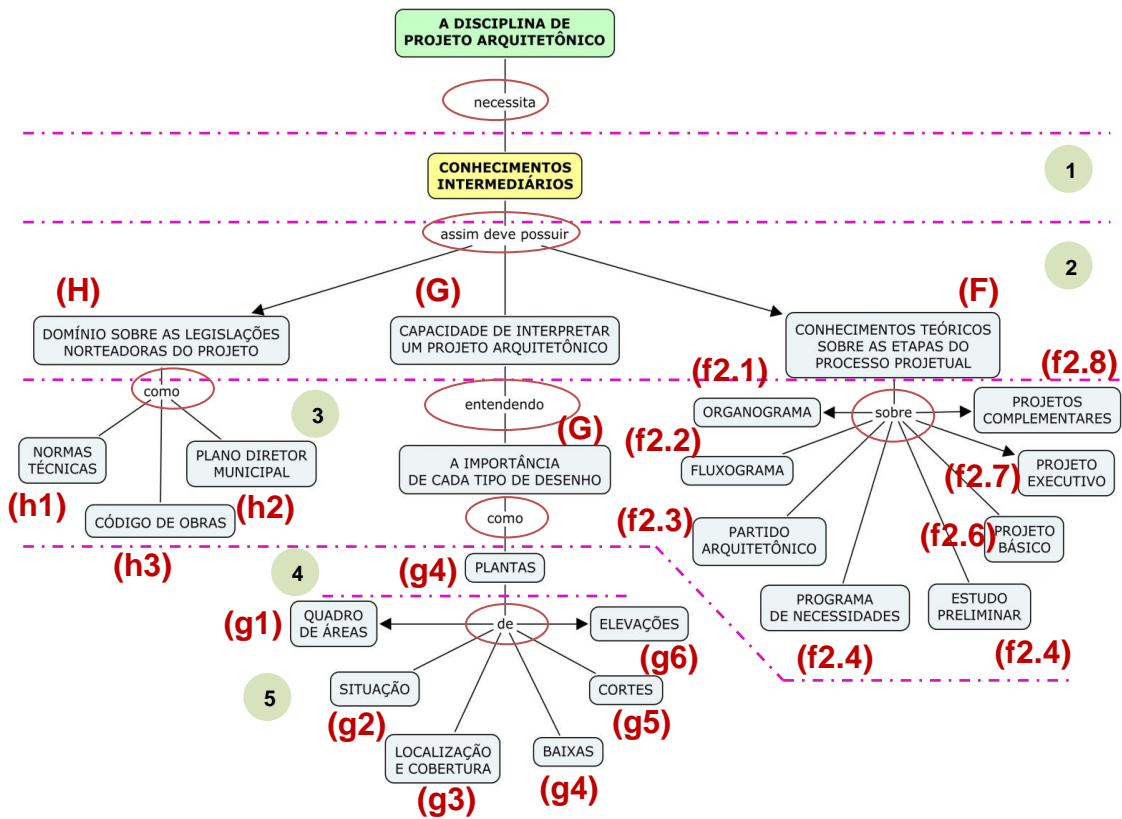 A DISCIPLINA DE
PROJETO ARQUITETÔNICO
necessita
CONHECIMENTOS
INTERMEDIÁRIOS
1
assim deve possuir
2
(H)
(G)
(F)
DOMÍNIO SOBRE AS LEGISLAÇÕES
NORTEADORAS DO PROJETO
CAPACIDADE DE INTERPRETAR
UM PROJETO ARQUITETÔNICO
CONHECIMENTOS TEÓRICOS
SOBRE AS ETAPAS DO
PROCESSO PROJETUAL
(f2.1)
(f2.8)
como
3
entendendo
(G)
ORGANOGRAMA
sobre
PROJETOS
COMPLEMENTARES
NORMAS
TÉCNICAS
(h1)
PLANO DIRETOR
MUNICIPAL
(h2)
CÓDIGO DE OBRAS
(h3)
A IMPORTÂNCIA
DE CADA TIPO DE DESENHO
como
(f2.2)
FLUXOGRAMA
(f2.7)
PROJETO
EXECUTIVO
(f2.3)
PARTIDO
ARQUITETÔNICO
(f2.6)
PROJETO
BÁSICO
4
(g4)
PLANTAS
PROGRAMA
DE NECESSIDADES
(f2.4)
ESTUDO
PRELIMINAR
(f2.4)
(g1)
QUADRO
DE ÁREAS
de
ELEVAÇÕES
(g6)
5
SITUAÇÃO
(g2)
CORTES
(g5)
LOCALIZAÇÃO
E COBERTURA
(g3)
BAIXAS
(g4)